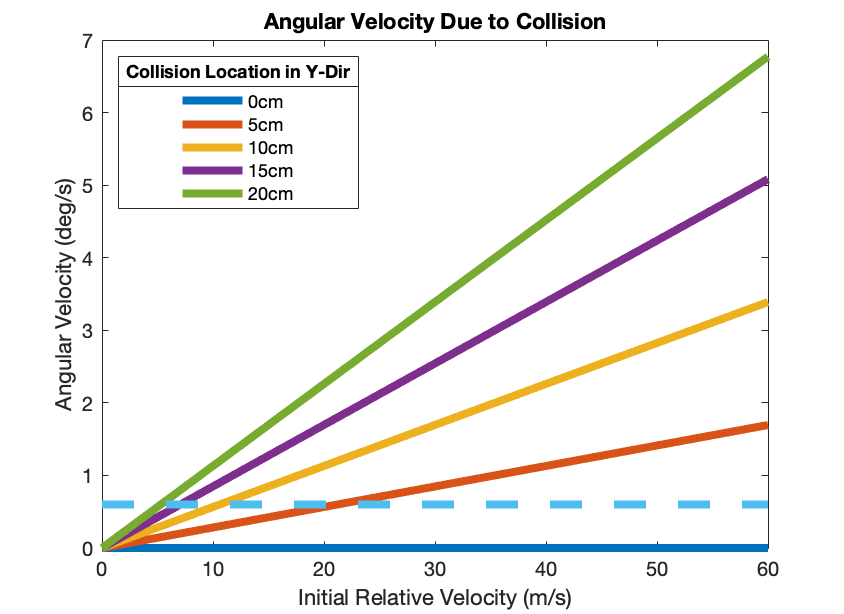 Angular Velocity Due to Collision
7
Collision Location in Y-Dir
0cm
5cm
10cm
15cm
20cm
6
5
4
3
2
1
0
Angular Velocity (deg/s)
0 10 20 30 40 50 60
Initial Relative Velocity (m/s)